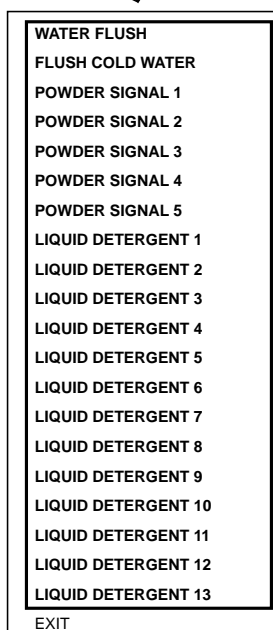 WATER FLUSH
FLUSH COLD WATER
POWDER SIGNAL 1
POWDER SIGNAL 2
POWDER SIGNAL 3
POWDER SIGNAL 4
POWDER SIGNAL 5
LIQUID DETERGENT 1
LIQUID DETERGENT 2
LIQUID DETERGENT 3
LIQUID DETERGENT 4
LIQUID DETERGENT 5
LIQUID DETERGENT 6
LIQUID DETERGENT 7
LIQUID DETERGENT 8
LIQUID DETERGENT 9
LIQUID DETERGENT 10
LIQUID DETERGENT 11
LIQUID DETERGENT 12
LIQUID DETERGENT 13
EXIT